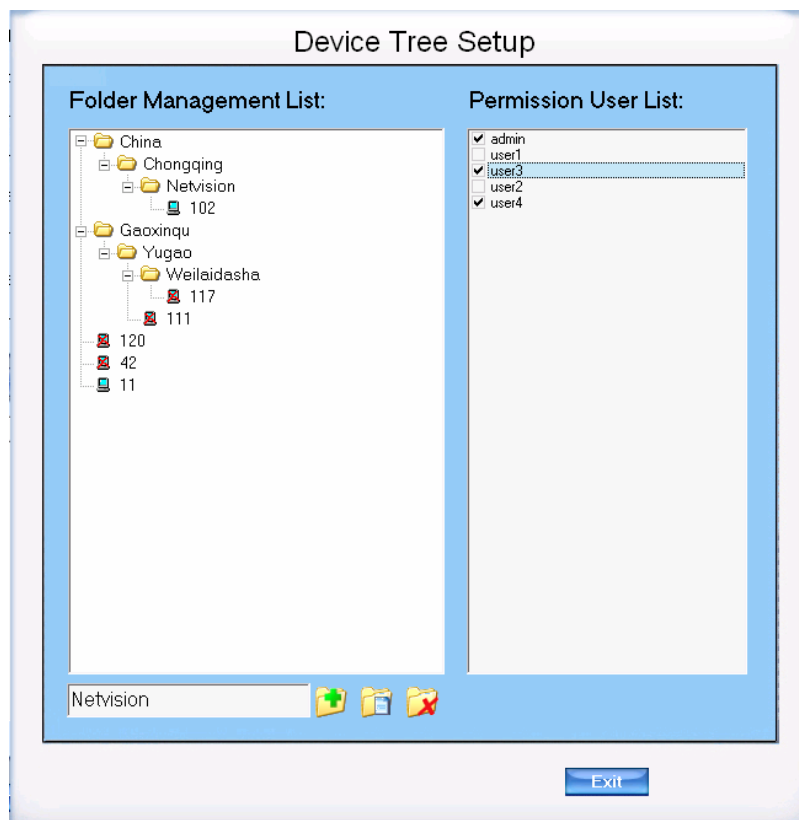 Device Tree Setup
Folder Management List:
China
Chongqing
Netvision
102
Gaoxinqu
Yugao
Weilaidasha
117
111
120
42
11
Netvision
Permission User List:
admin
user1
user3
user2
user4
Exit